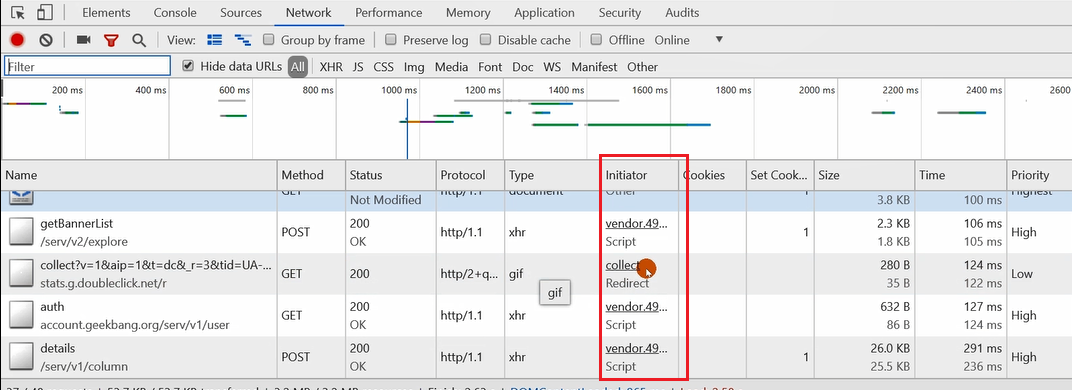 Elements Console Sources Network Performance Memory Application Security Audits
View: Group by frame Preserve log Disable cache Offline Online
Filter Hide data URLs All XHR JS CSS Img Media Font Doc WS Manifest Other
200 ms 400 ms 600 ms 800 ms 1000 ms 1200 ms 1400 ms 1600 ms 1800 ms 2000 ms 2200 ms 2400 ms 2600
Name Method Status Protocol Type Initiator Cookies Set Cook... Size Time Priority
GET http/1.1 document Other 1 Highest
Not Modified 3.8 KB 100 ms
getBannerList 200 vendor.49... 2.3 KB 106 ms
POST http/1.1 xhr 1 High
/serv/v2/explore OK Script 1.8 KB 105 ms
collect?v=1&aip=1&t=dc&_r=3&tid=UA-... collect 280 B 124 ms
GET 200 http/2+q... gif Low
stats.g.doubleclick.net/r Redirect 35 B 122 ms
gif
auth 200 vendor.49... 632 B 127 ms
GET http/1.1 xhr High
account.geekbang.org/serv/v1/user OK Script 86 B 124 ms
details 200 vendor.49... 26.0 KB 291 ms
POST http/1.1 xhr 1 High
/serv/v1/column OK Script 25.5 KB 236 ms